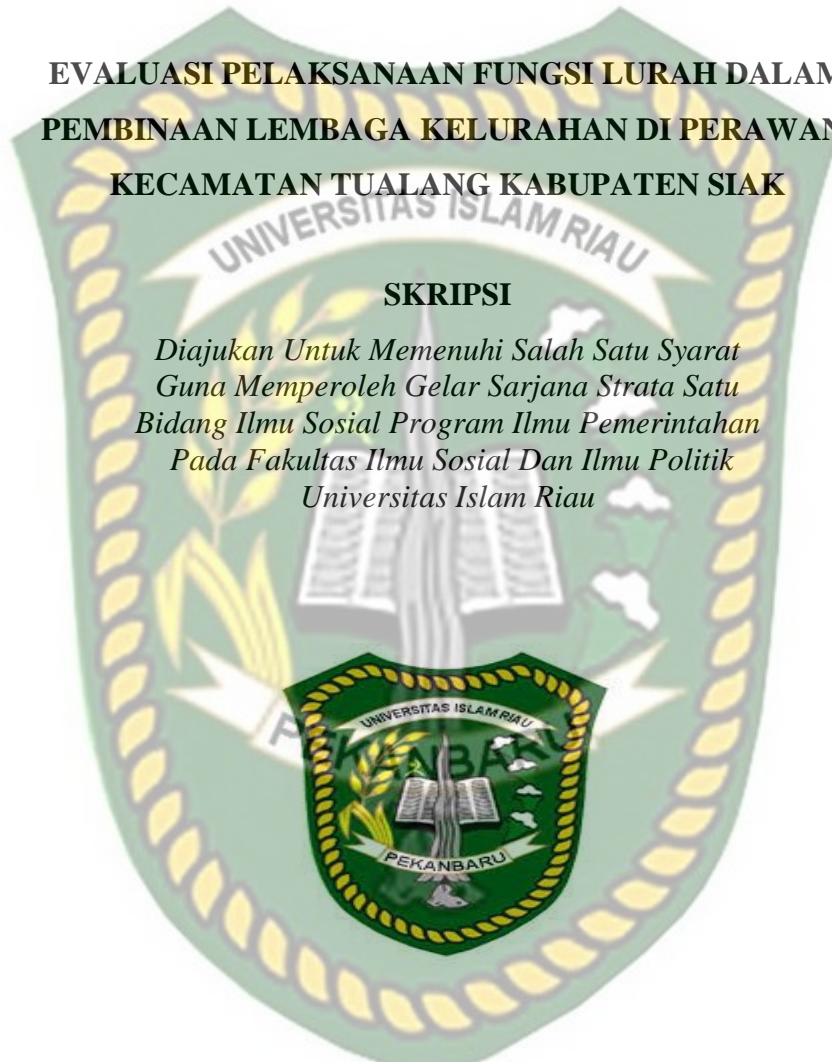 EVALUASI PELAKSANAAN FUNGSI LURAH DALAM
PEMBINAAN LEMBAGA KELURAHAN DI PERAWAN
KECAMATAN TUALANG KABUPATEN SIAK
UNIVERSITAS ISLAM RIAU
SKRIPSI
Diajukan Untuk Memenuhi Salah Satu Syarat
Guna Memperoleh Gelar Sarjana Strata Satu
Bidang Ilmu Sosial Program Ilmu Pemerintahan
Pada Fakultas Ilmu Sosial Dan Ilmu Politik
Universitas Islam Riau
UNIVERSITAS ISLAM RIAU
PEKANBARU
PEKANBARU